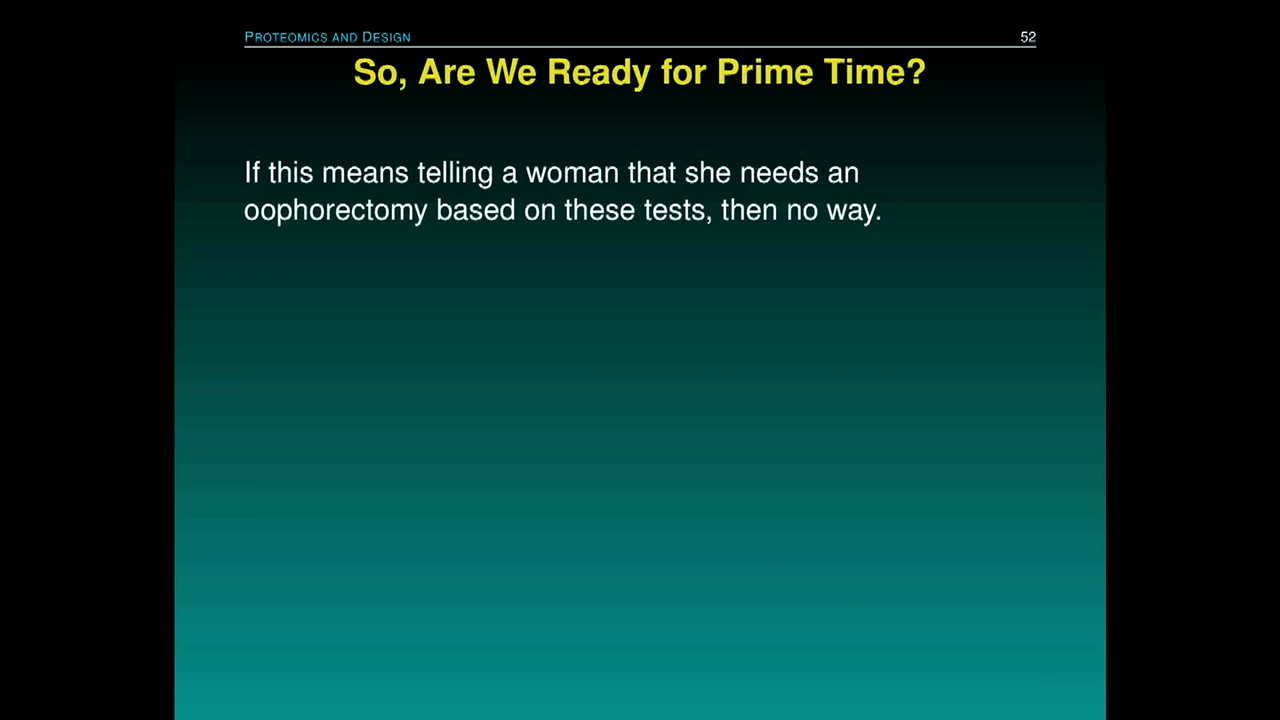 PROTEOMICS AND DESIGN 52
So, Are We Ready for Prime Time?
If this means telling a woman that she needs an
oophorectomy based on these tests, then no way.